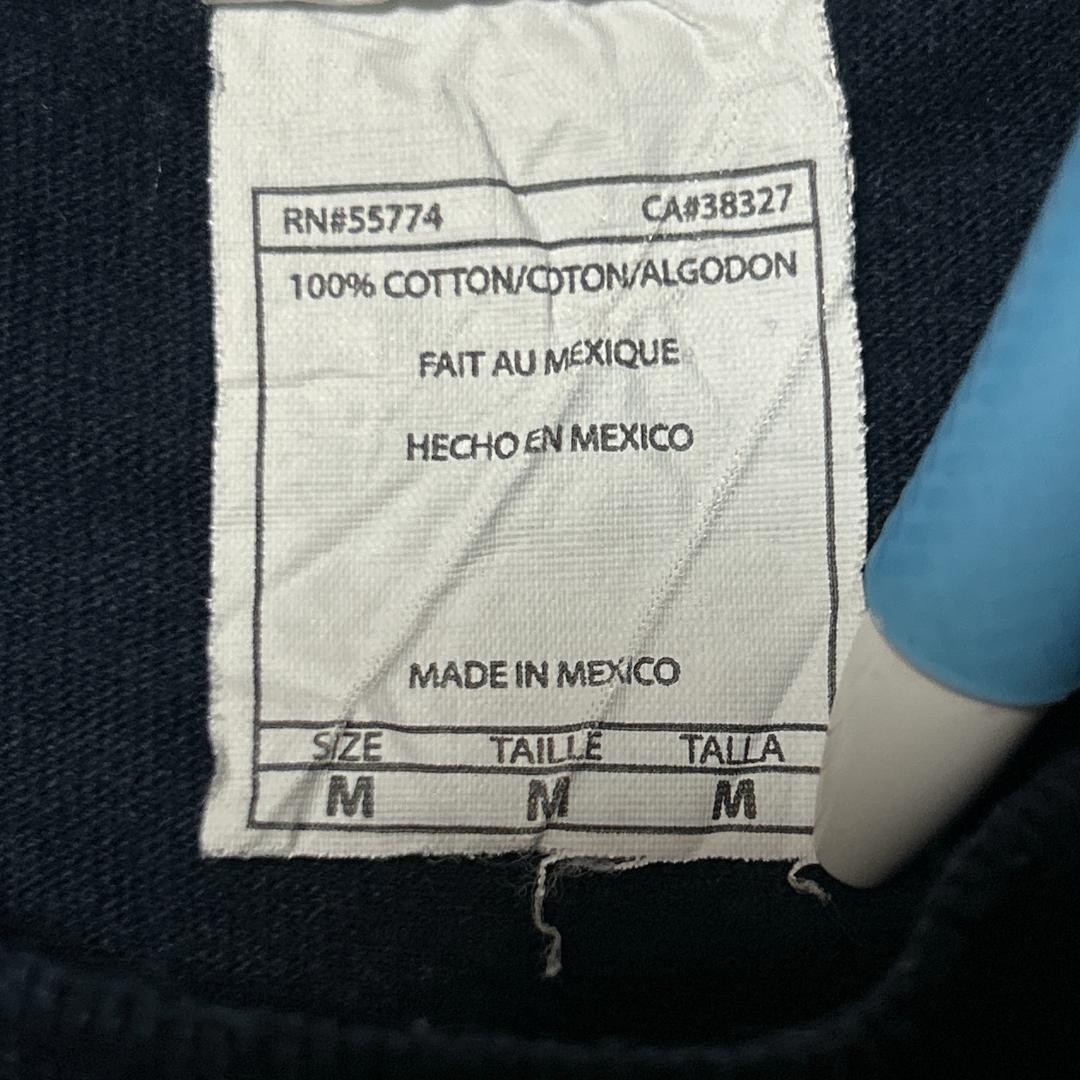 RN#55774 CA#38327
100% COTTON/COTON/ALGODON
FAIT AU MEXIQUE
HECHO EN MEXICO
MADE IN MEXICO
SIZE TAILLE TALLA
M M M